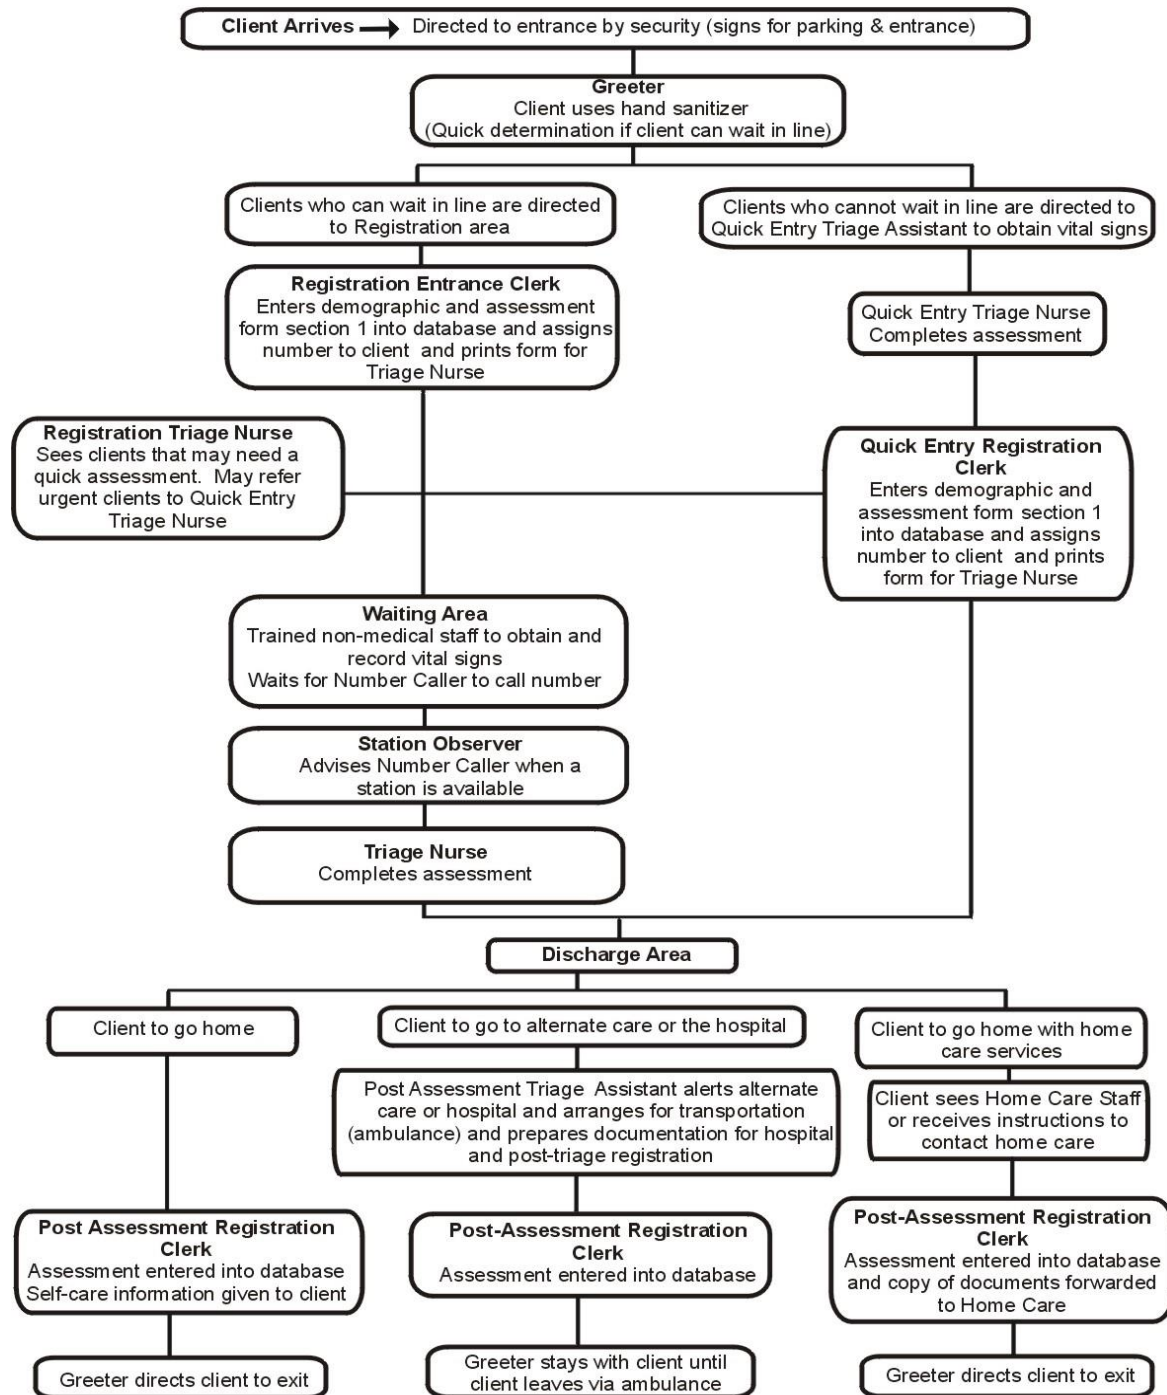 Client Arrives Directed to entrance by security (signs for parking & entrance)
Greeter
Client uses hand sanitizer
(Quick determination if client can wait in line)
Clients who can wait in line are directed
to Registration area
Clients who cannot wait in line are directed to
Quick Entry Triage Assistant to obtain vital signs
Registration Entrance Clerk
Enters demographic and assessment
form section 1 into database and assigns
number to client and prints form for
Triage Nurse
Quick Entry Triage Nurse
Completes assessment
Registration Triage Nurse
Sees clients that may need a
quick assessment. May refer
urgent clients to Quick Entry
Triage Nurse
Quick Entry Registration
Clerk
Enters demographic and
assessment form section 1
into database and assigns
number to client and prints
form for Triage Nurse
Waiting Area
Trained non-medical staff to obtain and
record vital signs
Waits for Number Caller to call number
Station Observer
Advises Number Caller when a
station is available
Triage Nurse
Completes assessment
Discharge Area
Client to go home
Client to go to alternate care or the hospital
Client to go home with home
care services
Post Assessment Triage Assistant alerts alternate
care or hospital and arranges for transportation
(ambulance) and prepares documentation for hospital
and post-triage registration
Client sees Home Care Staff
or receives instructions to
contact home care
Post Assessment Registration
Clerk
Assessment entered into database
Self-care information given to client
Post-Assessment Registration
Clerk
Assessment entered into database
Post-Assessment Registration
Clerk
Assessment entered into database
and copy of documents forwarded
to Home Care
Greeter directs client to exit
Greeter stays with client until
client leaves via ambulance
Greeter directs client to exit